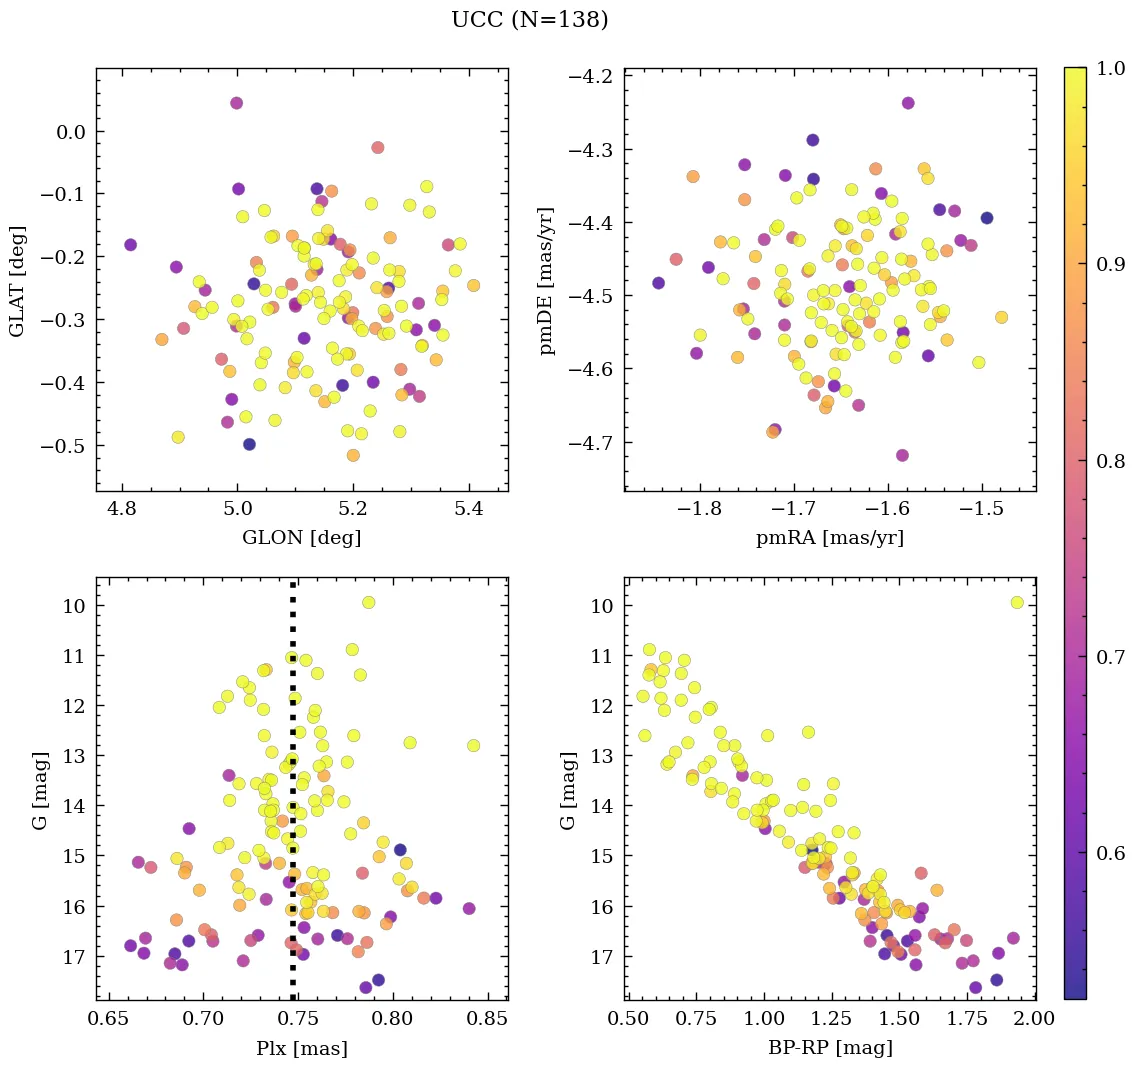 UCC (N=138)
0.0
−0.1
−0.2
−0.3
−0.4
−0.5
GLAT [deg]
4.8 5.0 5.2 5.4
GLON [deg]
−4.2
−4.3
−4.4
−4.5
−4.6
−4.7
pmDE [mas/yr]
−1.8 −1.7 −1.6 −1.5
pmRA [mas/yr]
1.0
0.9
0.8
0.7
0.6
10
11
12
13
14
15
16
17
G [mag]
0.65 0.70 0.75 0.80 0.85
Plx [mas]
10
11
12
13
14
15
16
17
G [mag]
0.50 0.75 1.00 1.25 1.50 1.75 2.00
BP-RP [mag]